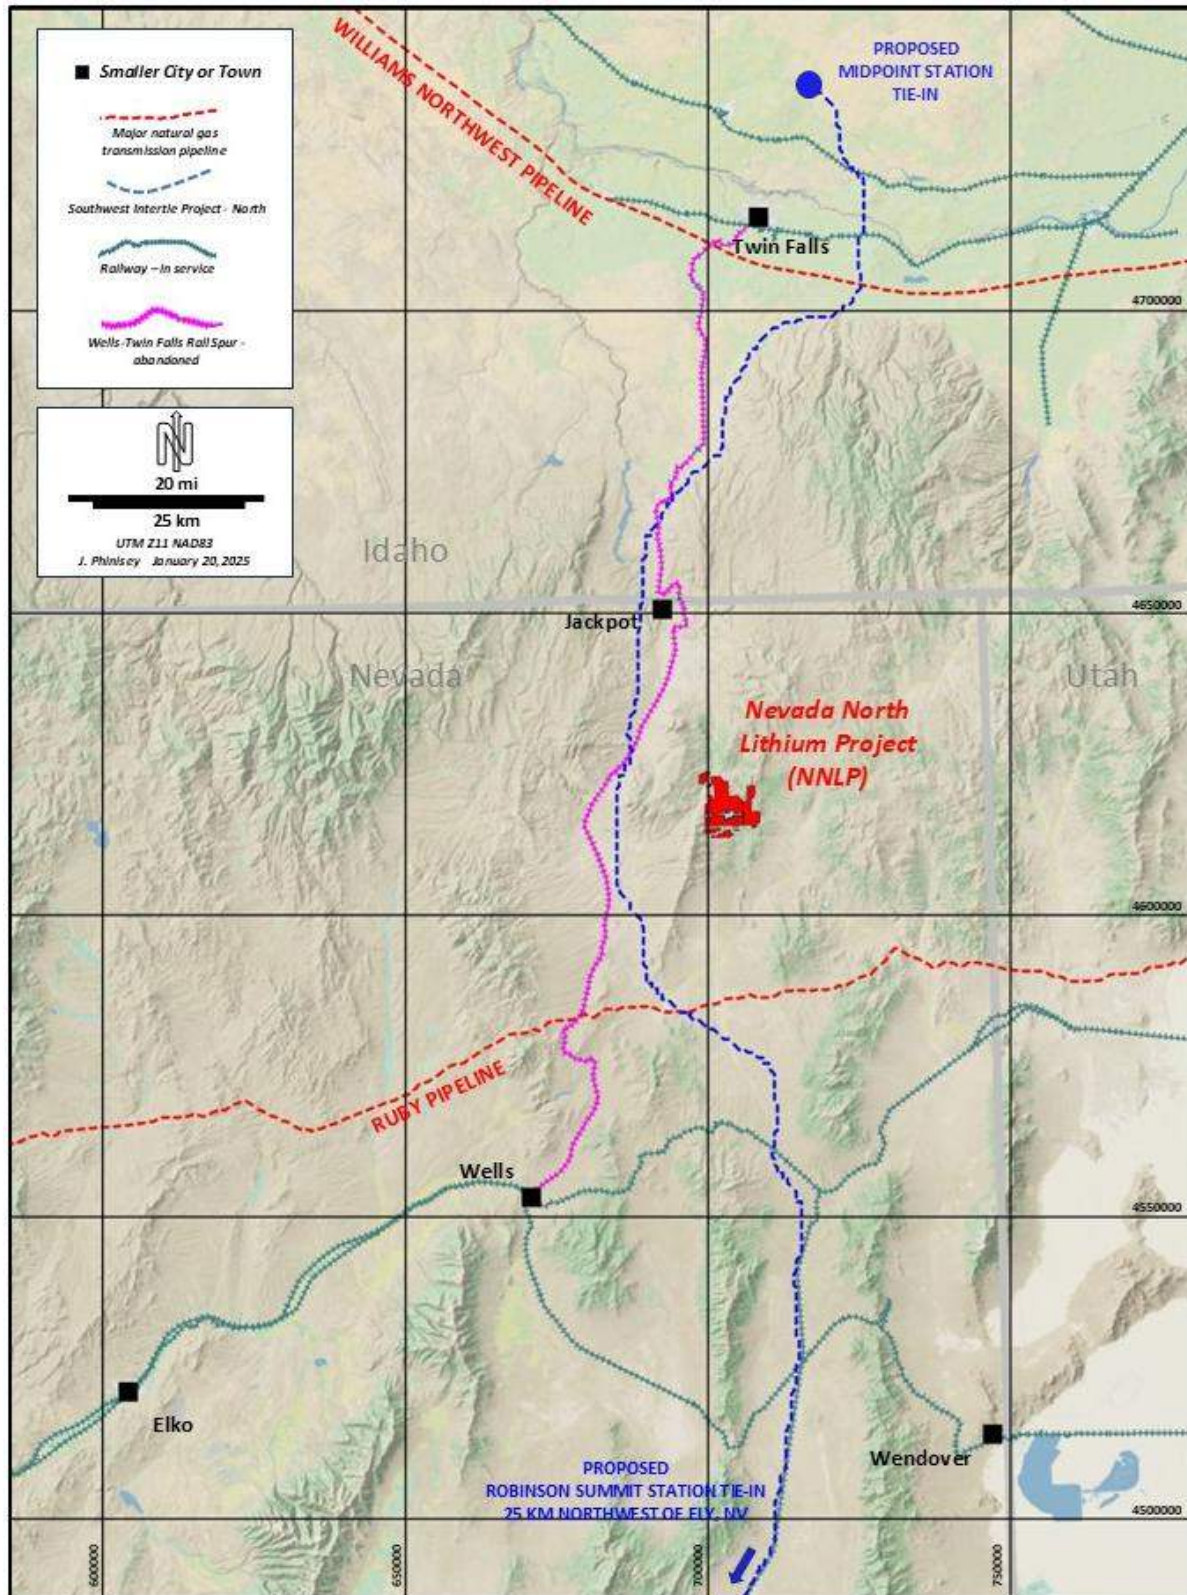 Smaller City or Town
Major natural gas
transmission pipeline
Southwest Intertie Project - North
Railway – In service
Wells-Twin Falls Rail Spur -
abandoned
N
20 mi
25 km
UTM Z11 NAD83
J. Phinisey January 20, 2025
WILLIAMS NORTHWEST PIPELINE
PROPOSED
MIDPOINT STATION
TIE-IN
Twin Falls
4700000
Idaho
4650000
Jackpot
Nevada
Utah
Nevada North
Lithium Project
(NNLP)
4600000
RUBY PIPELINE
Wells
4550000
Elko
Wendover
PROPOSED
ROBINSON SUMMIT STATION TIE-IN
25 KM NORTHWEST OF ELY, NV
4500000
600000
650000
700000
750000